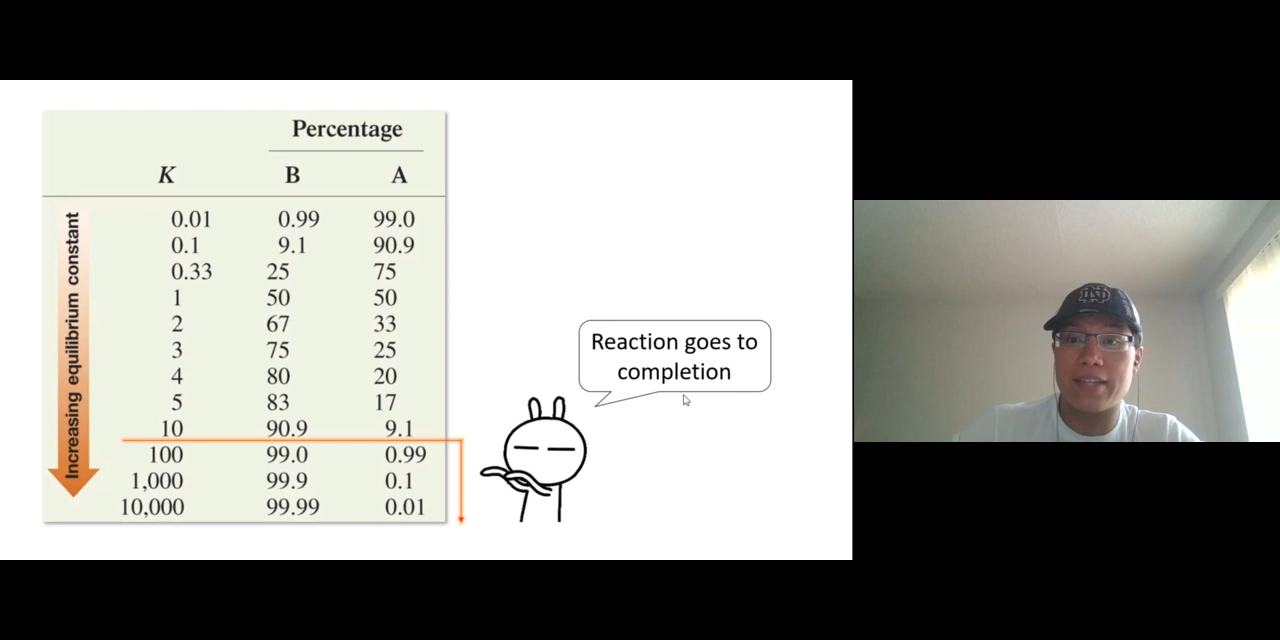 Percentage
K B A
Increasing equilibrium constant
0.01 0.99 99.0
0.1 9.1 90.9
0.33 25 75
1 50 50
2 67 33
3 75 25
4 80 20
5 83 17
10 90.9 9.1
100 99.0 0.99
1,000 99.9 0.1
10,000 99.99 0.01
Reaction goes to
completion
ND